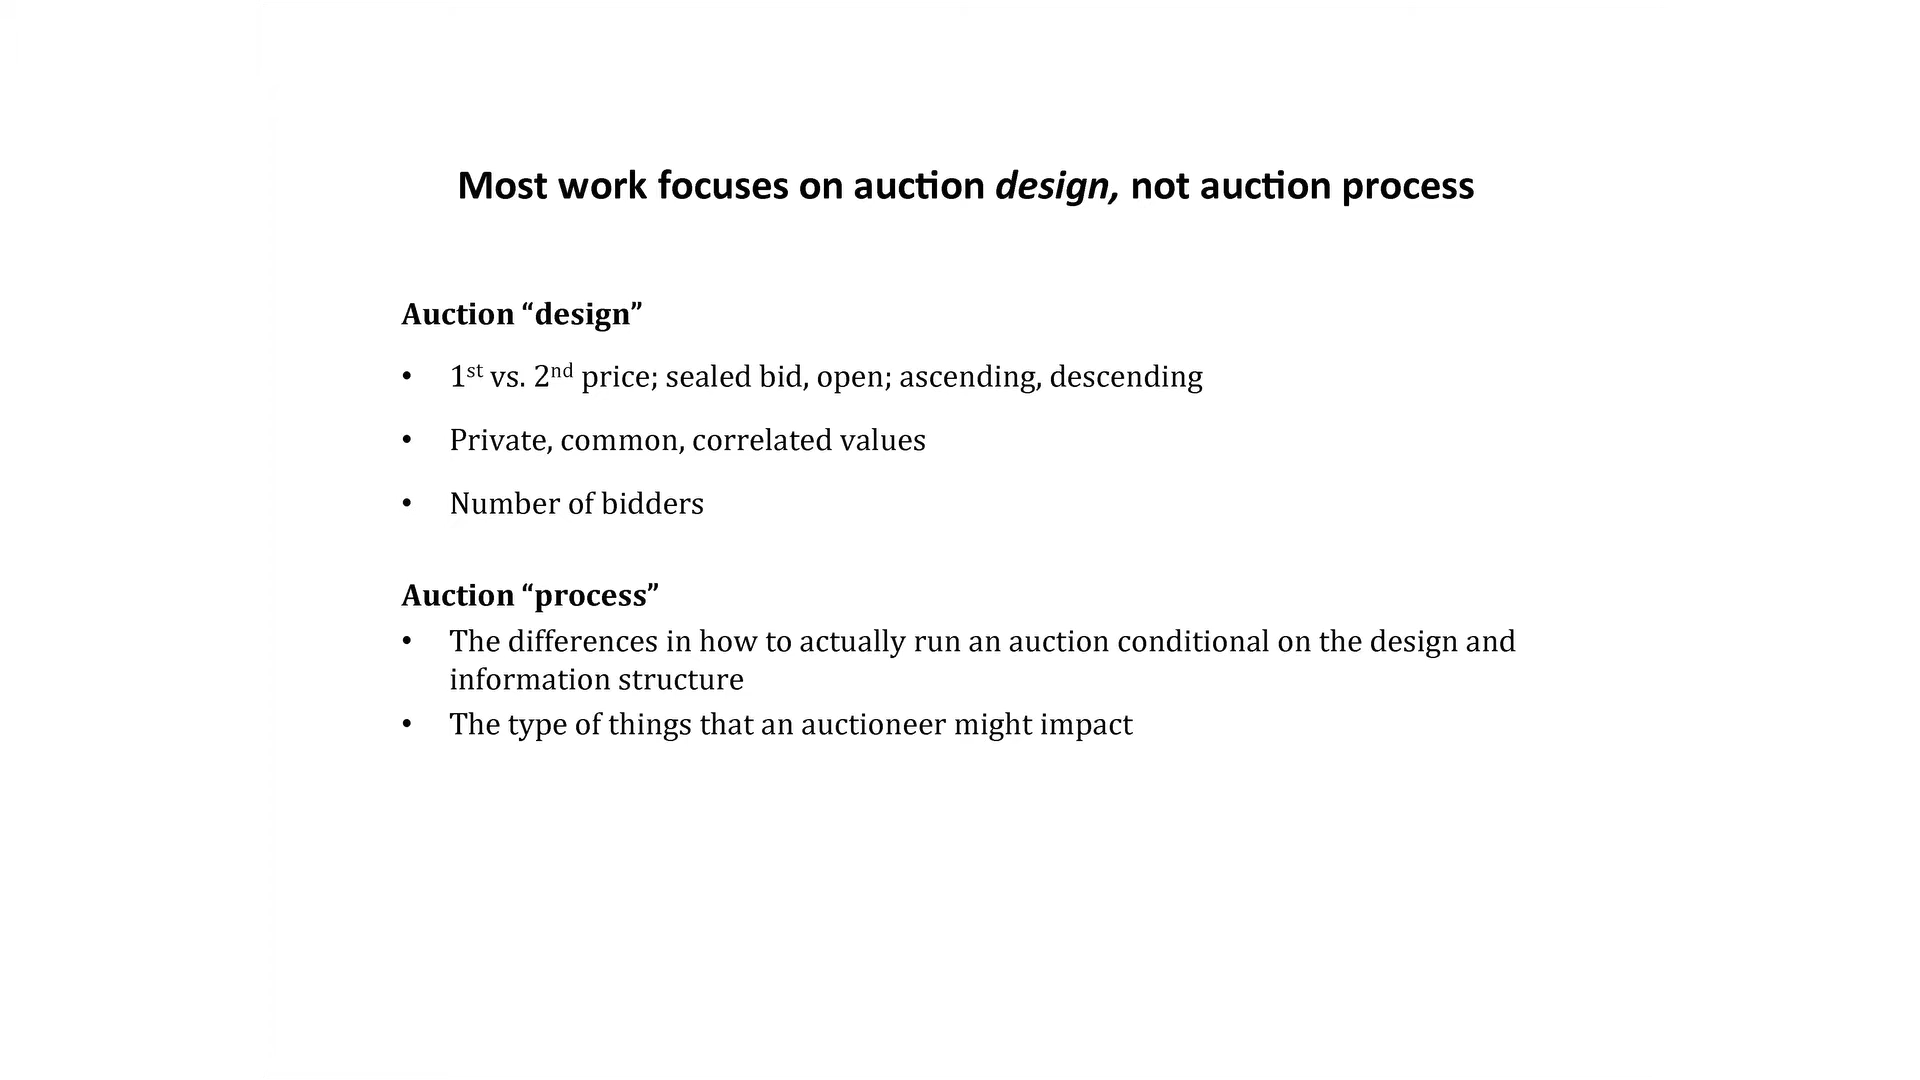 Most work focuses on auction design, not auction process
Auction “design”
• 1st vs. 2nd price; sealed bid, open; ascending, descending
• Private, common, correlated values
• Number of bidders
Auction “process”
• The differences in how to actually run an auction conditional on the design and
information structure
• The type of things that an auctioneer might impact